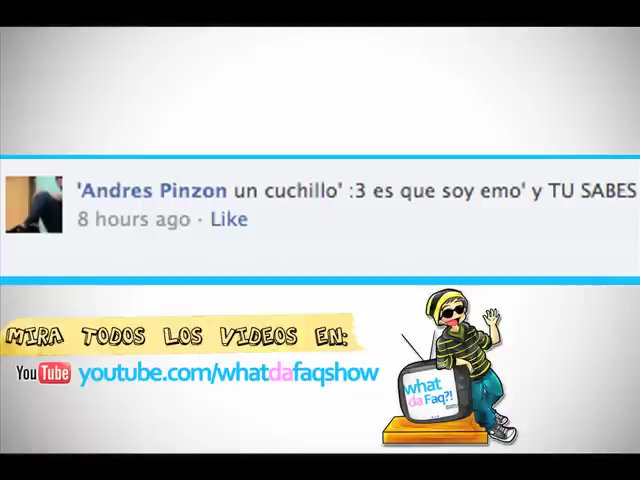 'Andres Pinzon un cuchillo' :3 es que soy emo' y TU SABES
8 hours ago · Like
MIRA TODOS LOS VIDEOS EN:
YouTube youtube.com/whatdafaqshow
what
da Faq?!